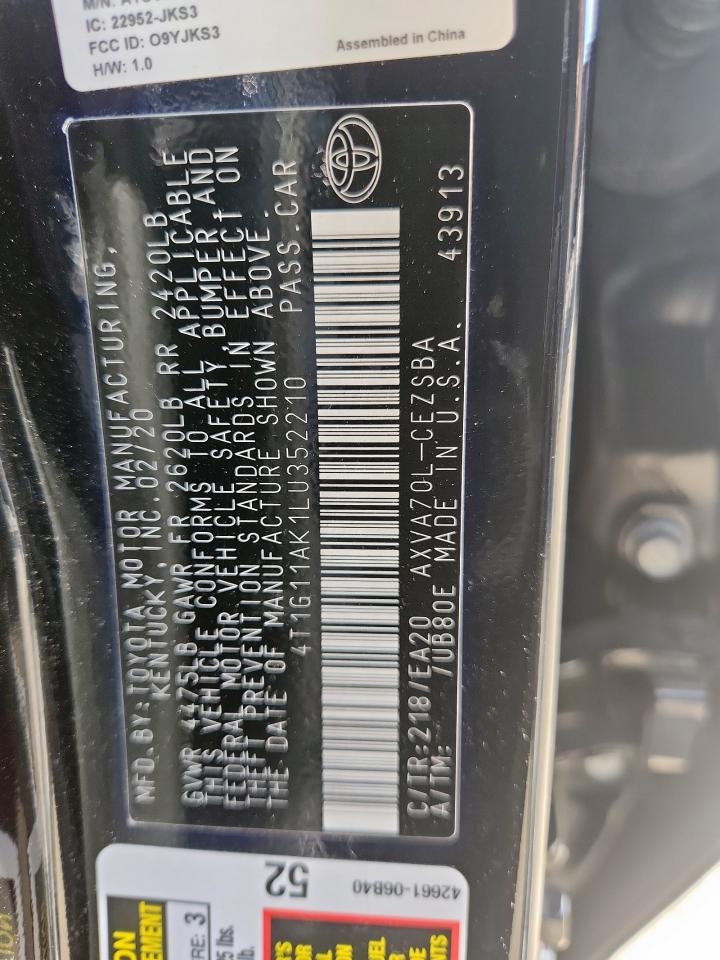 IC: 22952-JKS3
FCC ID: O9YJKS3
H/W: 1.0
Assembled in China
MFD. BY: TOYOTA MOTOR MANUFACTURING,
KENTUCKY, INC. 02/20
GVWR 4475LB GAWR FR 2620LB RR 2420LB
THIS VEHICLE CONFORMS TO ALL APPLICABLE
FEDERAL MOTOR VEHICLE SAFETY, BUMPER, AND
THEFT PREVENTION STANDARDS IN EFFECT ON
THE DATE OF MANUFACTURE SHOWN ABOVE.
4T1G11AK1LU352210 PASS.CAR
C/TR:218/EA20 AXVA70L-CEZSBA
A/TM: /UB80E MADE IN U.S.A. 43913
52
42661-06B40
3